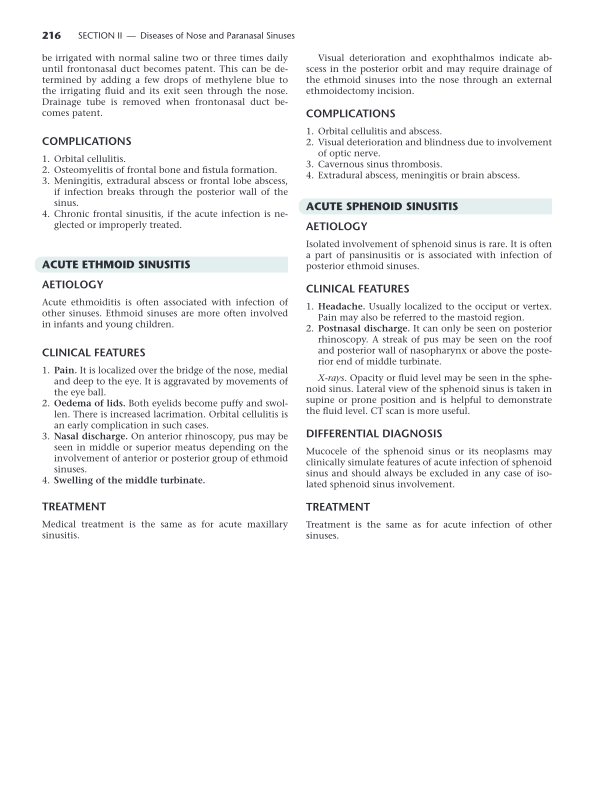 216 SECTION II — Diseases of Nose and Paranasal Sinuses
be irrigated with normal saline two or three times daily
until frontonasal duct becomes patent. This can be de-
termined by adding a few drops of methylene blue to
the irrigating fluid and its exit seen through the nose.
Drainage tube is removed when frontonasal duct be-
comes patent.
COMPLICATIONS
1. Orbital cellulitis.
2. Osteomyelitis of frontal bone and fistula formation.
3. Meningitis, extradural abscess or frontal lobe abscess,
if infection breaks through the posterior wall of the
sinus.
4. Chronic frontal sinusitis, if the acute infection is ne-
glected or improperly treated.
ACUTE ETHMOID SINUSITIS
AETIOLOGY
Acute ethmoiditis is often associated with infection of
other sinuses. Ethmoid sinuses are more often involved
in infants and young children.
CLINICAL FEATURES
1. Pain. It is localized over the bridge of the nose, medial
and deep to the eye. It is aggravated by movements of
the eye ball.
2. Oedema of lids. Both eyelids become puffy and swol-
len. There is increased lacrimation. Orbital cellulitis is
an early complication in such cases.
3. Nasal discharge. On anterior rhinoscopy, pus may be
seen in middle or superior meatus depending on the
involvement of anterior or posterior group of ethmoid
sinuses.
4. Swelling of the middle turbinate.
TREATMENT
Medical treatment is the same as for acute maxillary
sinusitis.
Visual deterioration and exophthalmos indicate ab-
scess in the posterior orbit and may require drainage of
the ethmoid sinuses into the nose through an external
ethmoidectomy incision.
COMPLICATIONS
1. Orbital cellulitis and abscess.
2. Visual deterioration and blindness due to involvement
of optic nerve.
3. Cavernous sinus thrombosis.
4. Extradural abscess, meningitis or brain abscess.
ACUTE SPHENOID SINUSITIS
AETIOLOGY
Isolated involvement of sphenoid sinus is rare. It is often
a part of pansinusitis or is associated with infection of
posterior ethmoid sinuses.
CLINICAL FEATURES
1. Headache. Usually localized to the occiput or vertex.
Pain may also be referred to the mastoid region.
2. Postnasal discharge. It can only be seen on posterior
rhinoscopy. A streak of pus may be seen on the roof
and posterior wall of nasopharynx or above the poste-
rior end of middle turbinate.
X-rays. Opacity or fluid level may be seen in the sphe-
noid sinus. Lateral view of the sphenoid sinus is taken in
supine or prone position and is helpful to demonstrate
the fluid level. CT scan is more useful.
DIFFERENTIAL DIAGNOSIS
Mucocele of the sphenoid sinus or its neoplasms may
clinically simulate features of acute infection of sphenoid
sinus and should always be excluded in any case of iso-
lated sphenoid sinus involvement.
TREATMENT
Treatment is the same as for acute infection of other
sinuses.